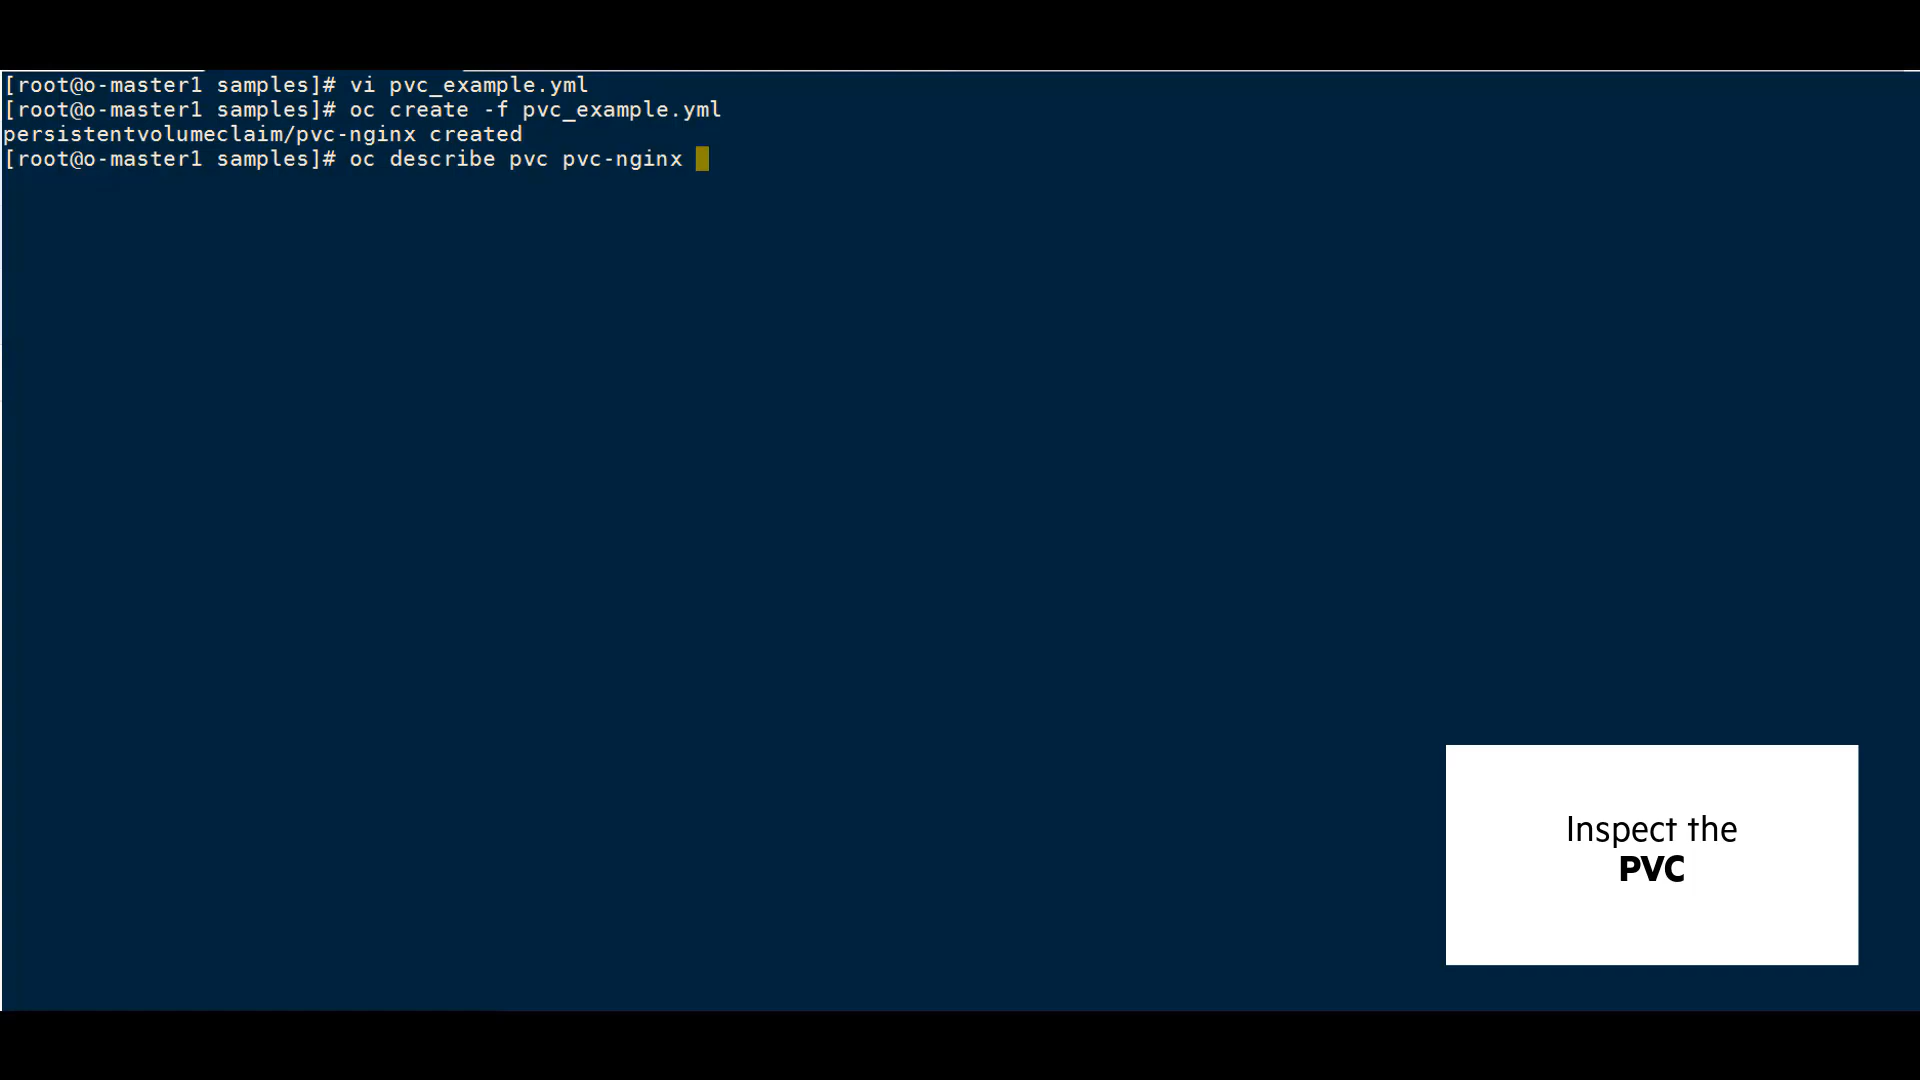 [root@o-master1 samples]# vi pvc_example.yml
[root@o-master1 samples]# oc create -f pvc_example.yml
persistentvolumeclaim/pvc-nginx created
[root@o-master1 samples]# oc describe pvc pvc-nginx
Inspect the
PVC